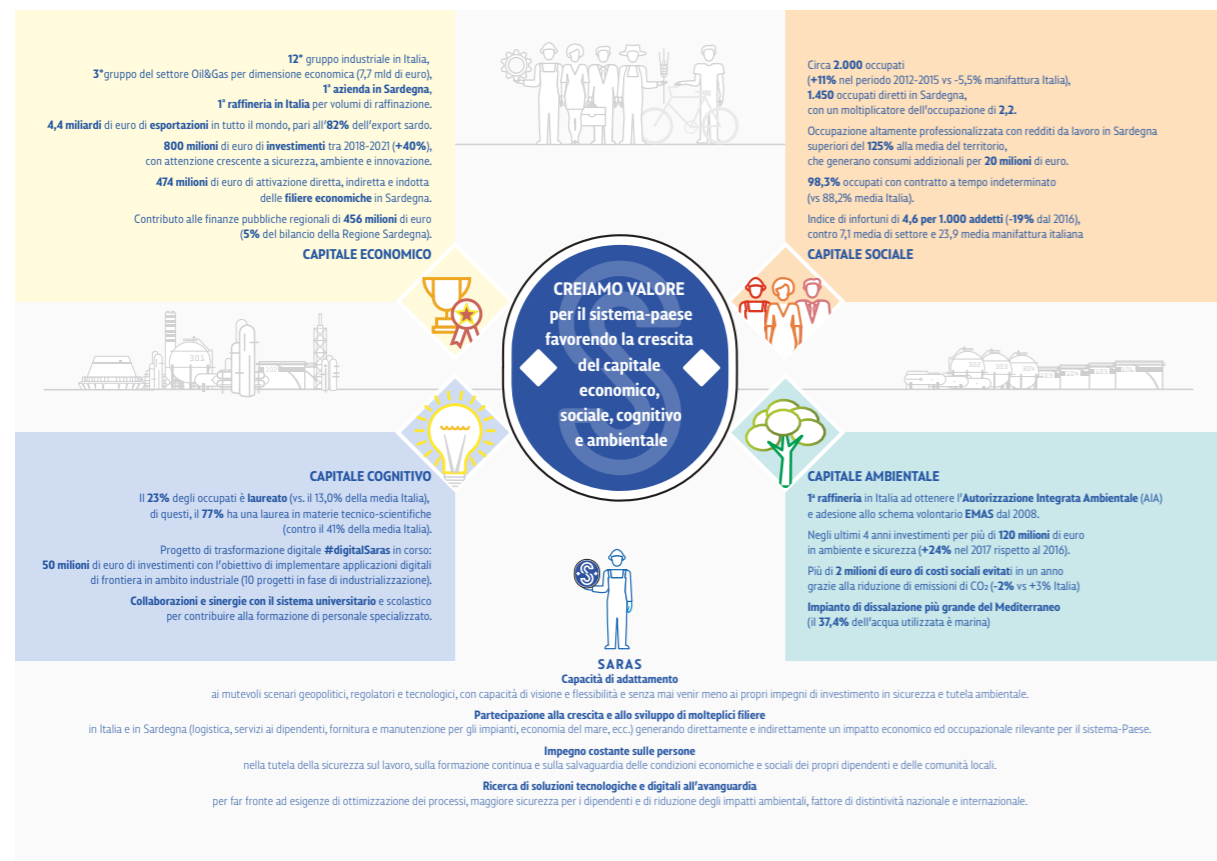 12° gruppo industriale in Italia,
3°gruppo del settore Oil&Gas per dimensione economica (7,7 mld di euro),
1ª azienda in Sardegna,
1ª raffineria in Italia per volumi di raffinazione.
4,4 miliardi di euro di esportazioni in tutto il mondo, pari all'82% dell'export sardo.
800 milioni di euro di investimenti tra 2018-2021 (+40%),
con attenzione crescente a sicurezza, ambiente e innovazione.
474 milioni di euro di attivazione diretta, indiretta e indotta
delle filiere economiche in Sardegna.
Contributo alle finanze pubbliche regionali di 456 milioni di euro
(5% del bilancio della Regione Sardegna).
CAPITALE ECONOMICO
Circa 2.000 occupati
(+11% nel periodo 2012-2015 vs -5,5% manifattura Italia),
1.450 occupati diretti in Sardegna,
con un moltiplicatore dell'occupazione di 2,2.
Occupazione altamente professionalizzata con redditi da lavoro in Sardegna
superiori del 125% alla media del territorio,
che generano consumi addizionali per 20 milioni di euro.
98,3% occupati con contratto a tempo indeterminato
(vs 88,2% media Italia).
Indice di infortuni di 4,6 per 1.000 addetti (-19% dal 2016),
contro 7,1 media di settore e 23,9 media manifattura italiana
CAPITALE SOCIALE
CREIAMO VALORE
per il sistema-paese
favorendo la crescita
del capitale
economico,
sociale, cognitivo
e ambientale
301
302
303
304
103
104
CAPITALE COGNITIVO
Il 23% degli occupati è laureato (vs. il 13,0% della media Italia),
di questi, il 77% ha una laurea in materie tecnico-scientifiche
(contro il 41% della media Italia).
Progetto di trasformazione digitale #digitalSaras in corso:
50 milioni di euro di investimenti con l'obiettivo di implementare applicazioni digitali
di frontiera in ambito industriale (10 progetti in fase di industrializzazione).
Collaborazioni e sinergie con il sistema universitario e scolastico
per contribuire alla formazione di personale specializzato.
CAPITALE AMBIENTALE
1ª raffineria in Italia ad ottenere l'Autorizzazione Integrata Ambientale (AIA)
e adesione allo schema volontario EMAS dal 2008.
Negli ultimi 4 anni investimenti per più di 120 milioni di euro
in ambiente e sicurezza (+24% nel 2017 rispetto al 2016).
Più di 2 milioni di euro di costi sociali evitati in un anno
grazie alla riduzione di emissioni di CO₂ (-2% vs +3% Italia)
Impianto di dissalazione più grande del Mediterraneo
(il 37,4% dell'acqua utilizzata è marina)
SARAS
Capacità di adattamento
ai mutevoli scenari geopolitici, regolatori e tecnologici, con capacità di visione e flessibilità e senza mai venir meno ai propri impegni di investimento in sicurezza e tutela ambientale.
Partecipazione alla crescita e allo sviluppo di molteplici filiere
in Italia e in Sardegna (logistica, servizi ai dipendenti, fornitura e manutenzione per gli impianti, economia del mare, ecc.) generando direttamente e indirettamente un impatto economico ed occupazionale rilevante per il sistema-Paese.
Impegno costante sulle persone
nella tutela della sicurezza sul lavoro, sulla formazione continua e sulla salvaguardia delle condizioni economiche e sociali dei propri dipendenti e delle comunità locali.
Ricerca di soluzioni tecnologiche e digitali all'avanguardia
per far fronte ad esigenze di ottimizzazione dei processi, maggiore sicurezza per i dipendenti e di riduzione degli impatti ambientali, fattore di distintività nazionale e internazionale.